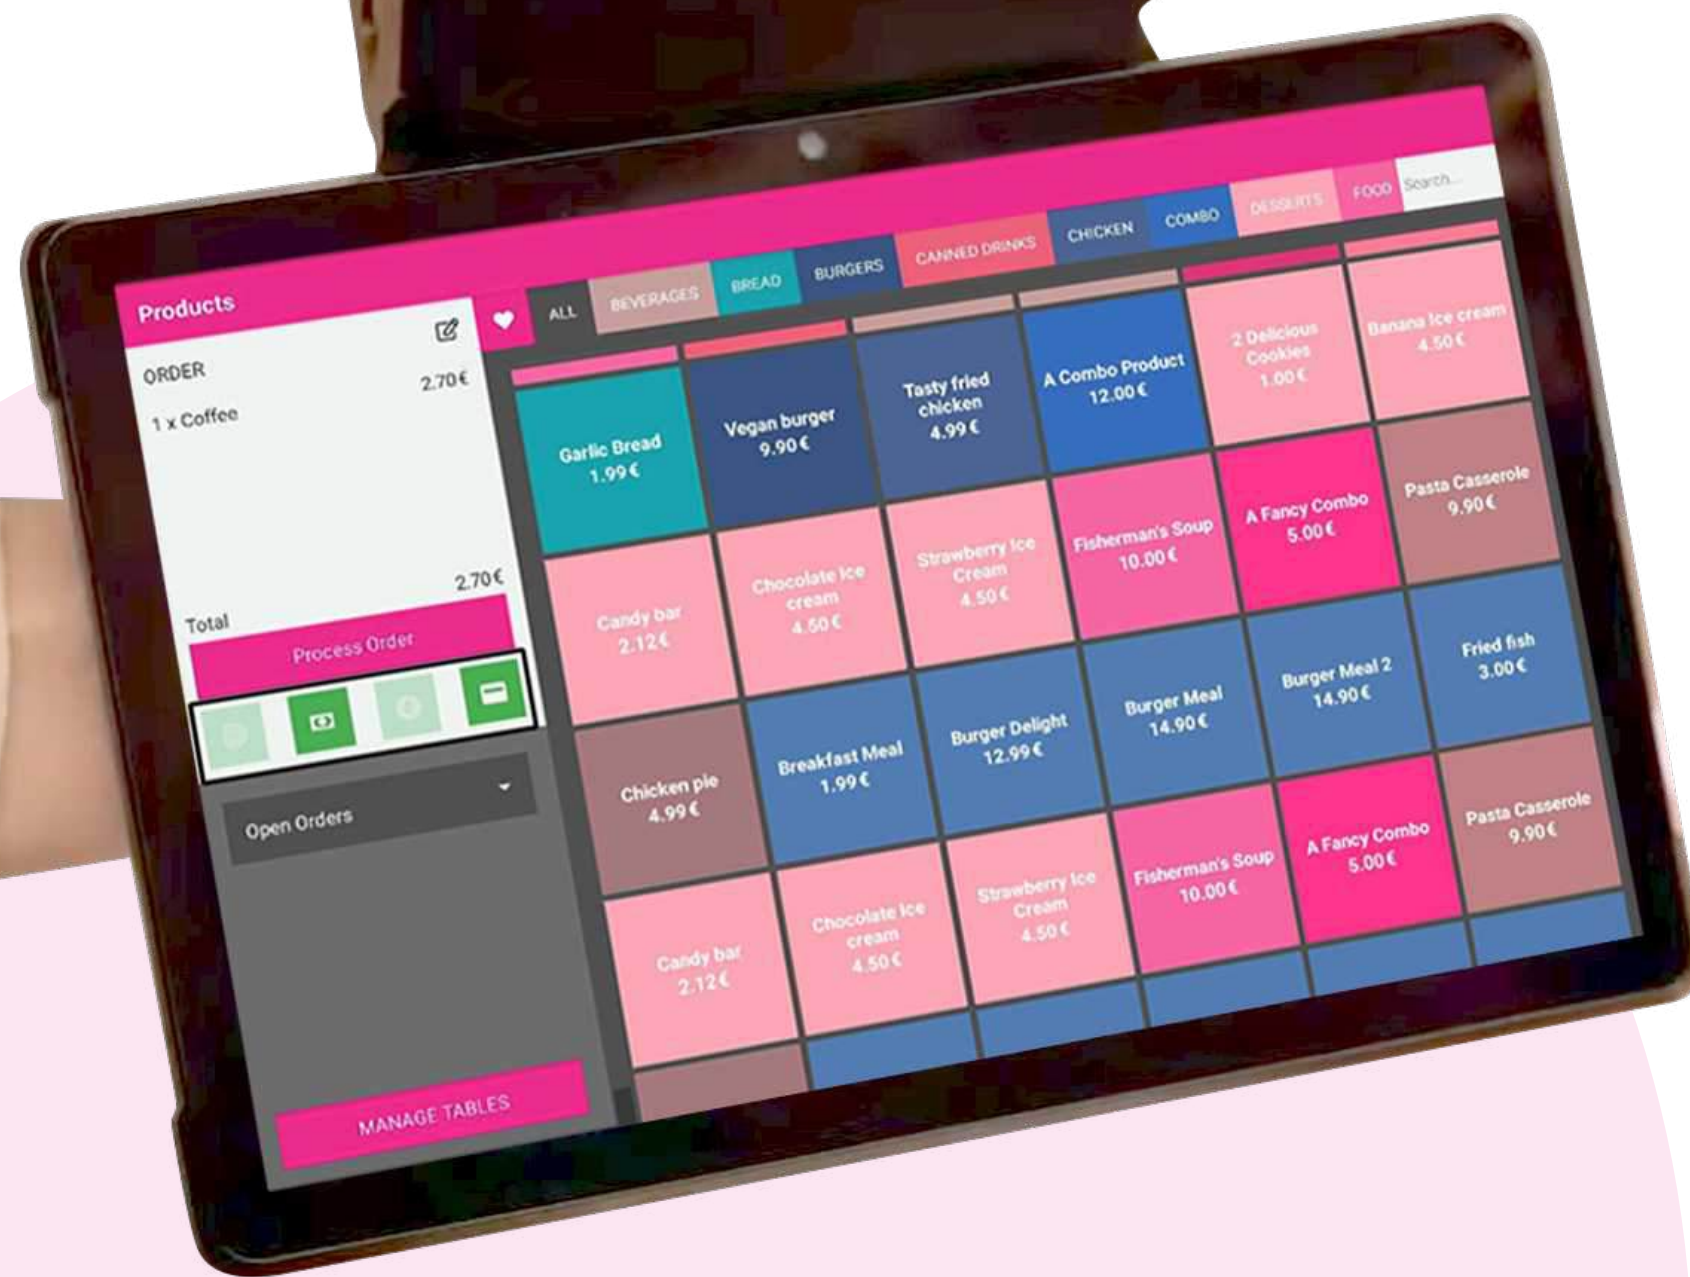 Products
ALL
BEVERAGES
BREAD
BURGERS
CANNED DRINKS
CHICKEN
COMBO
DESSERTS
FOOD
Search...
ORDER
2.70€
1 x Coffee
2.70€
Total
Process Order
Open Orders
MANAGE TABLES
Garlic Bread
1.99€
Vegan burger
9.90€
Tasty fried
chicken
4.99€
A Combo Product
12.00€
2 Delicious
Cookies
1.00€
Banana Ice cream
4.50€
Candy bar
2.12€
Chocolate Ice
cream
4.50€
Strawberry Ice
Cream
4.50€
Fisherman's Soup
10.00€
A Fancy Combo
5.00€
Pasta Casserole
9.90€
Chicken pie
4.99€
Breakfast Meal
1.99€
Burger Delight
12.99€
Burger Meal
14.90€
Burger Meal 2
14.90€
Fried fish
3.00€
Candy bar
2.12€
Chocolate Ice
cream
4.50€
Strawberry Ice
Cream
4.50€
Fisherman's Soup
10.00€
A Fancy Combo
5.00€
Pasta Casserole
9.90€